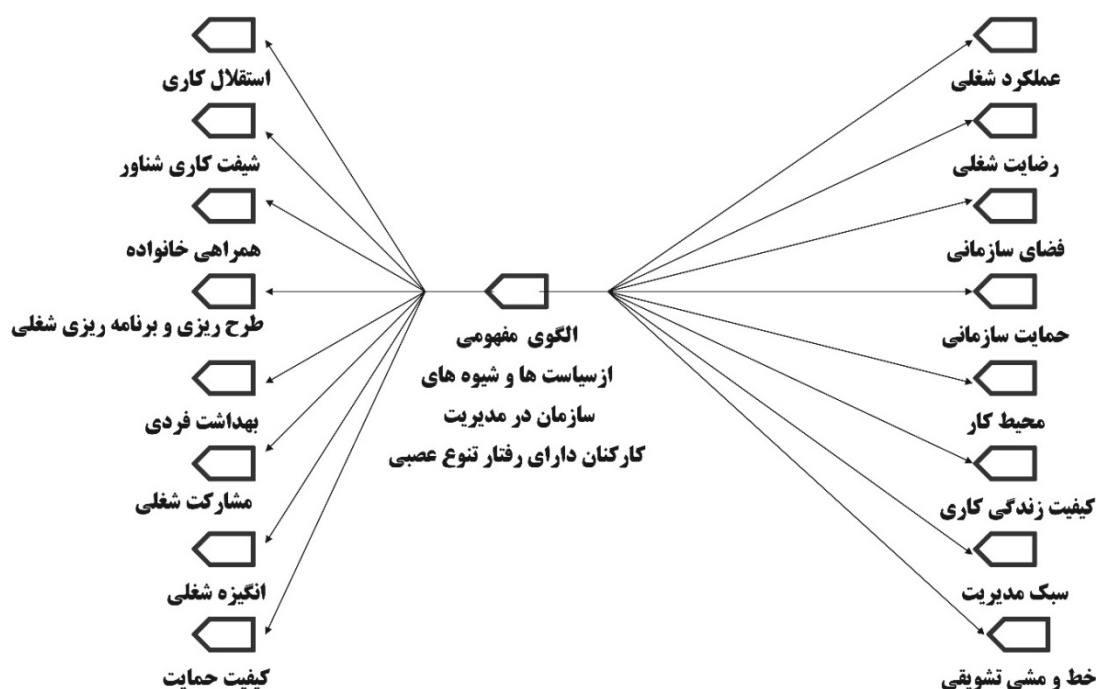 عملکرد شغلی
رضایت شغلی
فضای سازمانی
حمایت سازمانی
محیط کار
کیفیت زندگی کاری
سبک مدیریت
خط و مشی تشویقی
الگوی مفهومی
ازسیاست ها و شیوه های
سازمان در مدیریت
کارکنان دارای رفتار تنوع عصبی
استقلال کاری
شیفت کاری شناور
همراهی خانواده
طرح ریزی و برنامه ریزی شغلی
بهداشت فردی
مشارکت شغلی
انگیزه شغلی
کیفیت حمایت